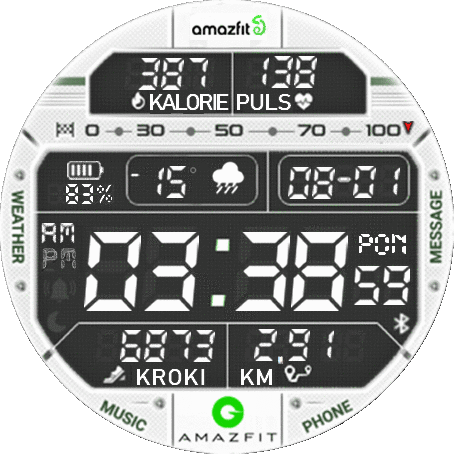 amazfit
387 138
KALORIE PULS
0 30 50 70 100
83% -15° 08-01
WEATHER
MESSAGE
AM
PM
03:38
PON
59
6873 2.91
KROKI KM
MUSIC
PHONE
AMAZFIT